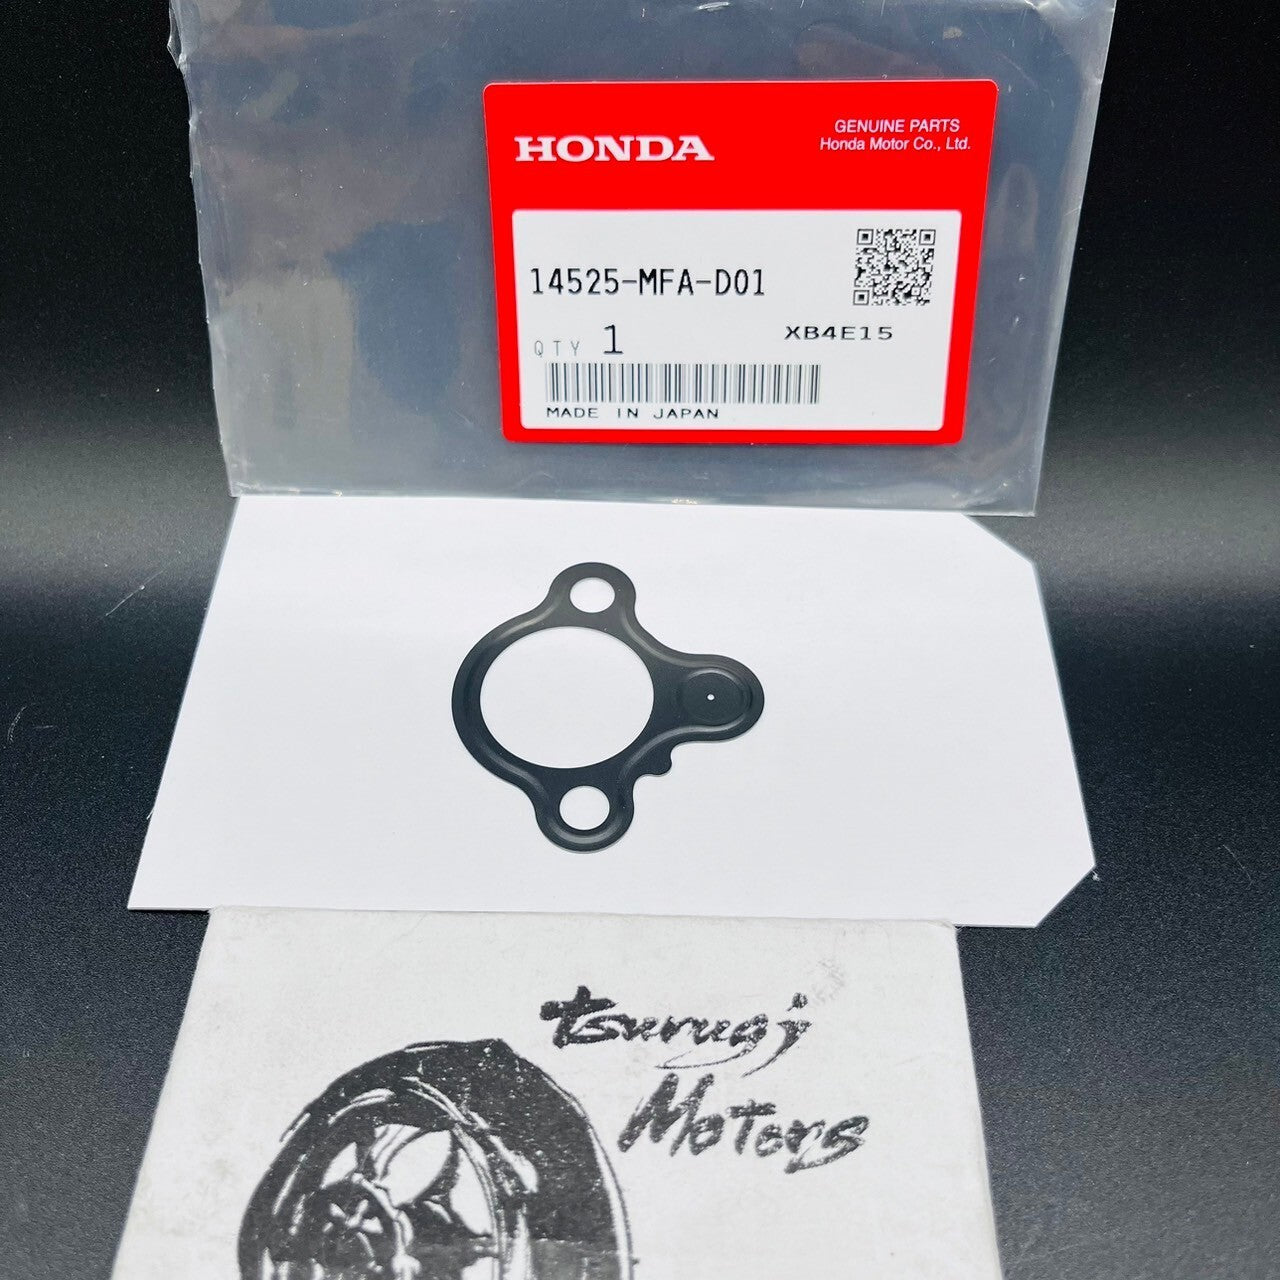 HONDA
GENUINE PARTS
Honda Motor Co., Ltd.
14525-MFA-D01
QTY 1
XB4E15
MADE IN JAPAN
tsurugi
Motors